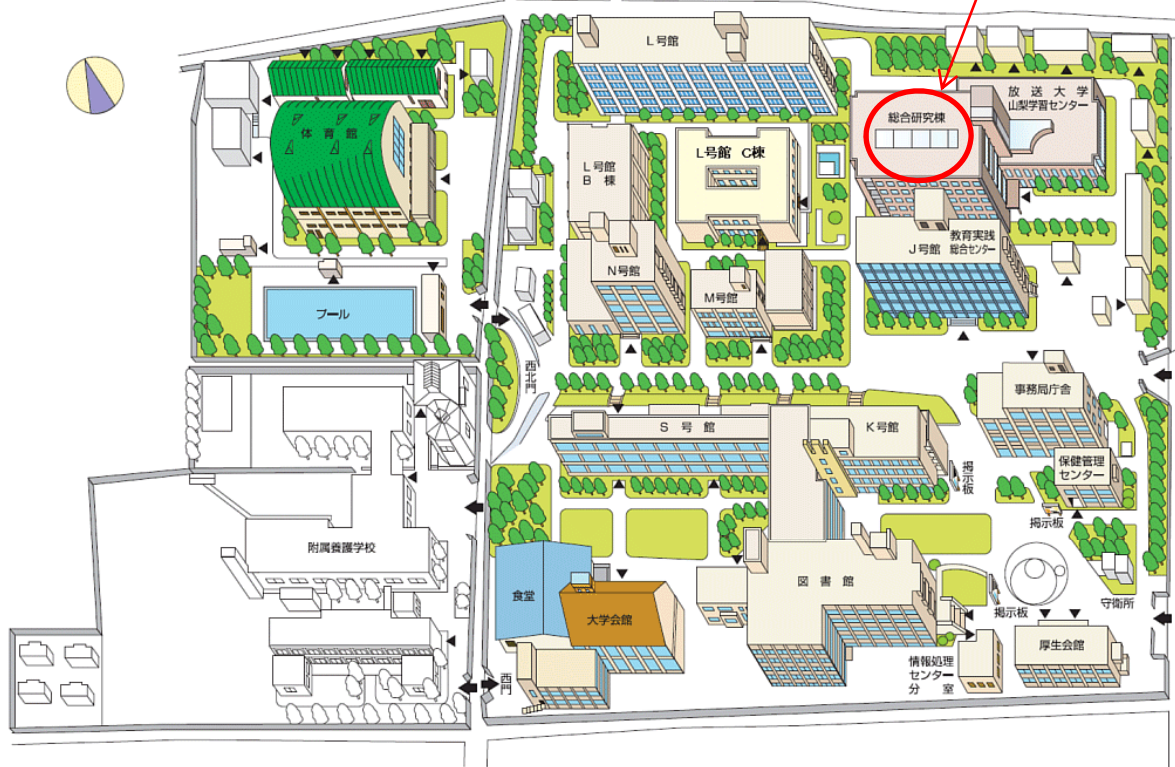 L号館
放送大学
山梨学習センター
総合研究棟
体育館
L号館
B棟
L号館 C棟
教育実践
総合センター
J号館
N号館
M号館
プール
西北門
事務局庁舎
S号館
K号館
掲示板
保健管理
センター
掲示板
附属養護学校
図書館
食堂
大学会館
掲示板
守衛所
厚生会館
情報処理
センター
分室
西門